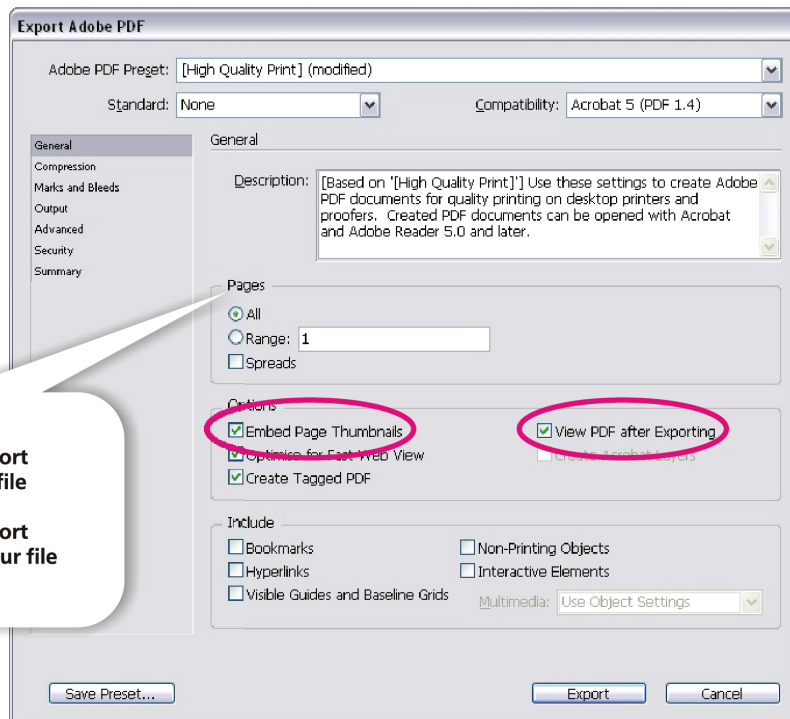 Export Adobe PDF
Adobe PDF Preset: [High Quality Print] (modified)
Standard: None
Compatibility: Acrobat 5 (PDF 1.4)
General
Compression
Marks and Bleeds
Output
Advanced
Security
Summary
General
Description: [Based on '[High Quality Print]'] Use these settings to create Adobe
PDF documents for quality printing on desktop printers and
proofers. Created PDF documents can be opened with Acrobat
and Adobe Reader 5.0 and later.
Pages
All
Range: 1
Spreads
ort
file
ort
ur file
Options
Embed Page Thumbnails
View PDF after Exporting
Optimise for Fast Web View
Create Acrobat Layers
Create Tagged PDF
Include
Bookmarks
Non-Printing Objects
Hyperlinks
Interactive Elements
Visible Guides and Baseline Grids
Multimedia: Use Object Settings
Save Preset...
Export
Cancel